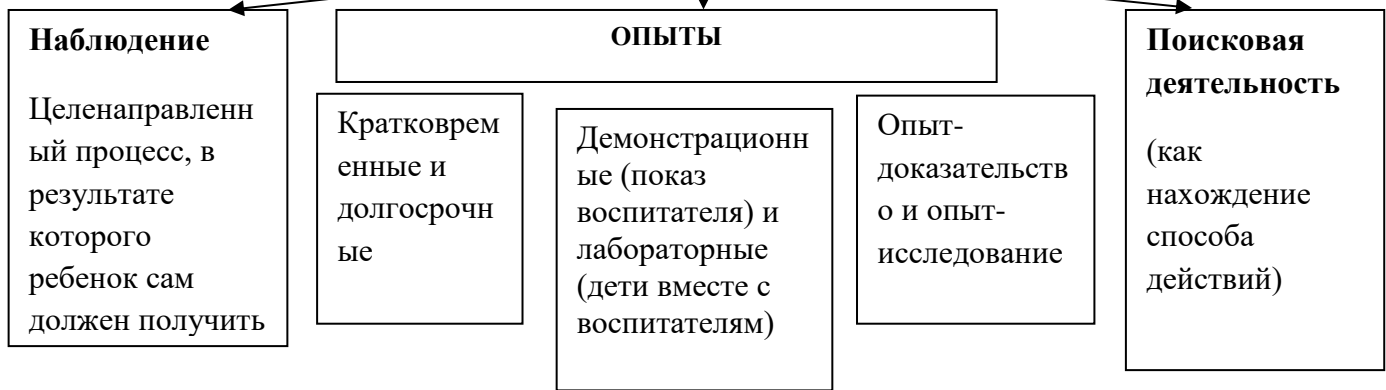 Наблюдение
Целенаправленн
ый процесс, в
результате
которого
ребенок сам
должен получить
ОПЫТЫ
Кратковрем
енные и
долгосрочн
ые
Демонстрационн
ые (показ
воспитателя) и
лабораторные
(дети вместе с
воспитателям)
Опыт-
доказательств
о и опыт-
исследование
Поисковая
деятельность
(как
нахождение
способа
действий)